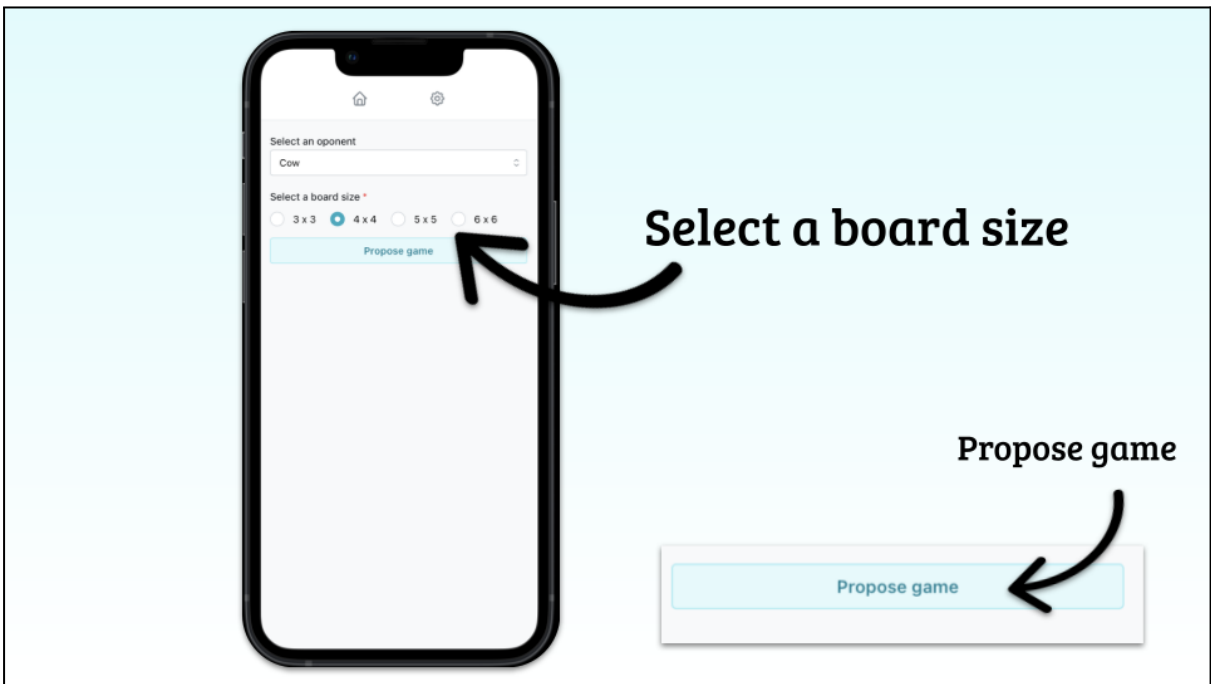 Select an oponent
Cow
Select a board size *
3 x 3 4 x 4 5 x 5 6 x 6
Propose game
Select a board size
Propose game
Propose game